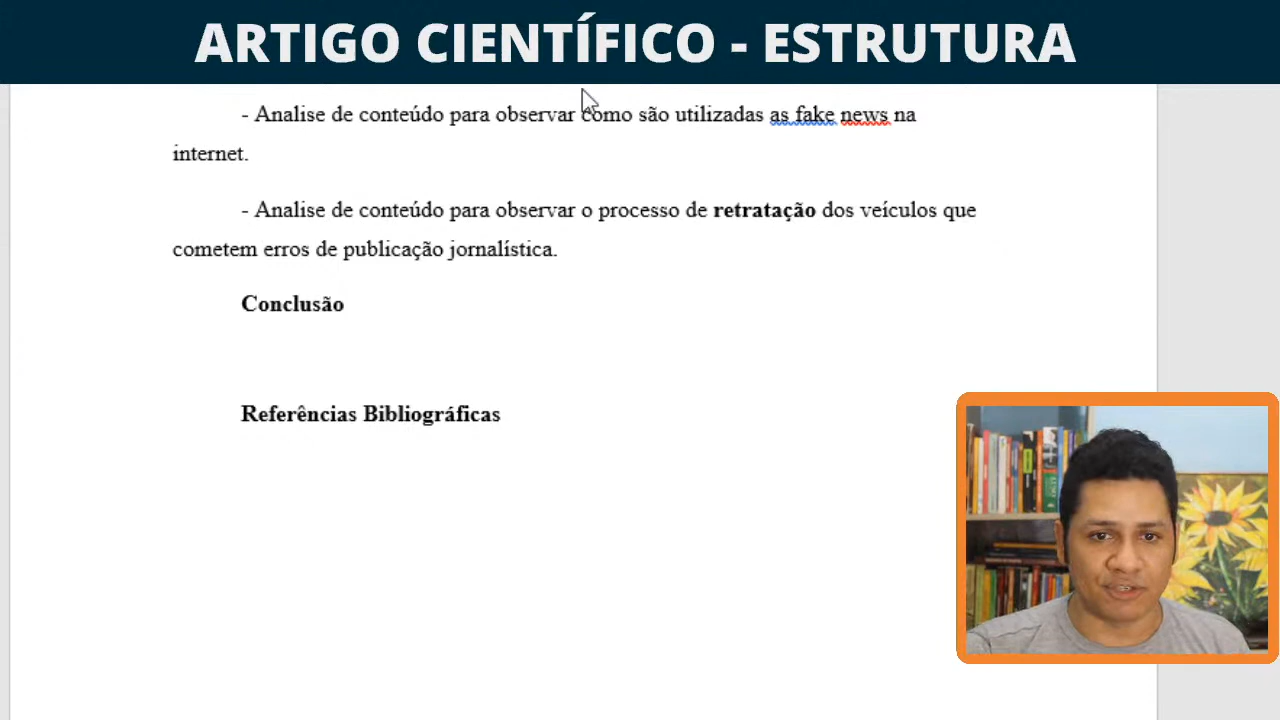 ARTIGO CIENTÍFICO - ESTRUTURA
- Analise de conteúdo para observar como são utilizadas as fake news na
internet.
- Analise de conteúdo para observar o processo de retratação dos veículos que
cometem erros de publicação jornalística.
Conclusão
Referências Bibliográficas